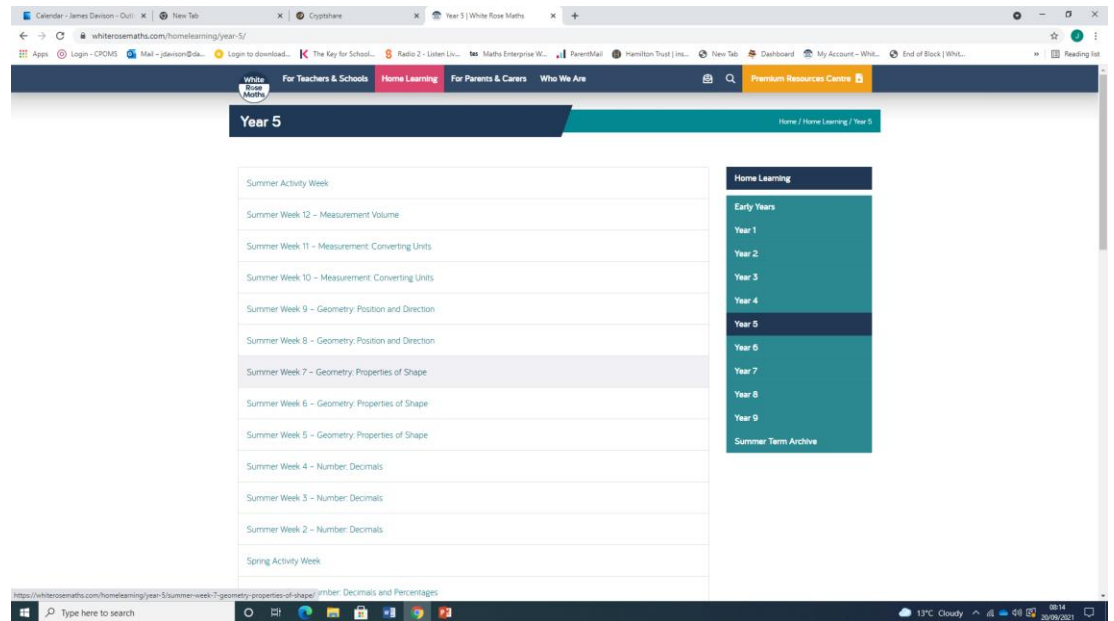 Calendar - James Davison - Outl
New Tab
Cryptshare
Year 5 | White Rose Maths
whiterosemaths.com/homelearning/year-5/
Apps
Login - CPOMS
Mail – jdavison@da...
Login to download...
The Key for School...
Radio 2 - Listen Liv...
tes Maths Enterprise W...
ParentMail
Hamilton Trust | ins...
New Tab
Dashboard
My Account – Whit...
End of Block | Whit...
»
Reading list
White
Rose
Maths
For Teachers & Schools
Home Learning
For Parents & Carers
Who We Are
Premium Resources Centre
Year 5
Home / Home Learning / Year 5
Summer Activity Week
Summer Week 12 – Measurement Volume
Summer Week 11 – Measurement: Converting Units
Summer Week 10 – Measurement: Converting Units
Summer Week 9 – Geometry: Position and Direction
Summer Week 8 – Geometry: Position and Direction
Summer Week 7 – Geometry: Properties of Shape
Summer Week 6 – Geometry: Properties of Shape
Summer Week 5 – Geometry: Properties of Shape
Summer Week 4 – Number: Decimals
Summer Week 3 – Number: Decimals
Summer Week 2 – Number: Decimals
Spring Activity Week
Number: Decimals and Percentages
Home Learning
Early Years
Year 1
Year 2
Year 3
Year 4
Year 5
Year 6
Year 7
Year 8
Year 9
Summer Term Archive
https://whiterosemaths.com/homelearning/year-5/summer-week-7-geometry-properties-of-shape/
Type here to search
13°C Cloudy
08:14
20/09/2021